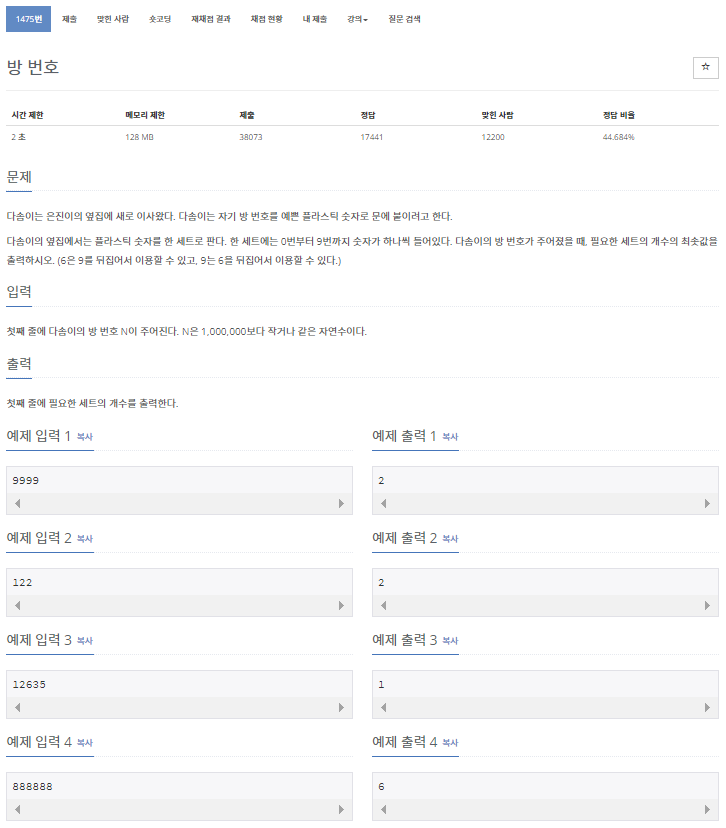 1475번 제출 맞힌 사람 숏코딩 재채점 결과 채점 현황 내 제출 강의 질문 검색
방 번호
☆
시간 제한 메모리 제한 제출 정답 맞힌 사람 정답 비율
2 초 128 MB 38073 17441 12200 44.684%
문제
다솜이는 은진이의 옆집에 새로 이사왔다. 다솜이는 자기 방 번호를 예쁜 플라스틱 숫자로 문에 붙이려고 한다.
다솜이의 옆집에서는 플라스틱 숫자를 한 세트로 판다. 한 세트에는 0번부터 9번까지 숫자가 하나씩 들어있다. 다솜이의 방 번호가 주어졌을 때, 필요한 세트의 개수의 최솟값을
출력하시오. (6은 9를 뒤집어서 이용할 수 있고, 9는 6을 뒤집어서 이용할 수 있다.)
입력
첫째 줄에 다솜이의 방 번호 N이 주어진다. N은 1,000,000보다 작거나 같은 자연수이다.
출력
첫째 줄에 필요한 세트의 개수를 출력한다.
예제 입력 1 복사 예제 출력 1 복사
9999 2
예제 입력 2 복사 예제 출력 2 복사
122 2
예제 입력 3 복사 예제 출력 3 복사
12635 1
예제 입력 4 복사 예제 출력 4 복사
888888 6